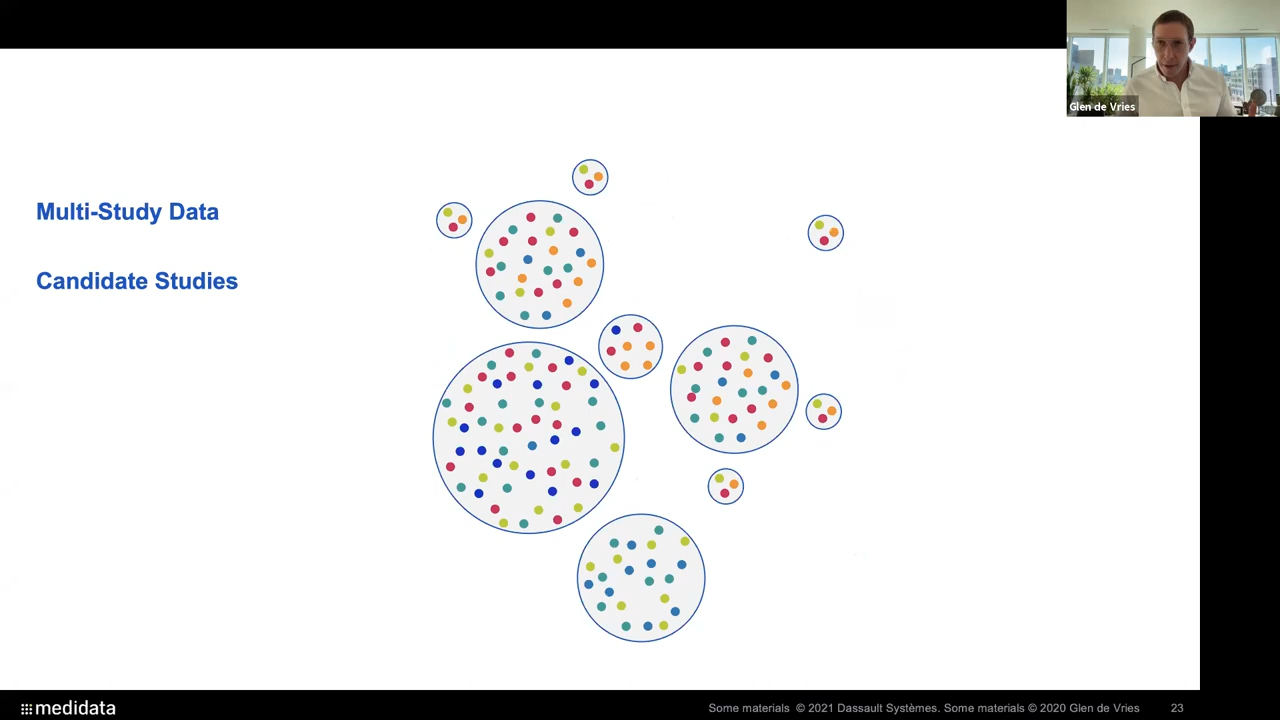 Glen de Vries
Multi-Study Data
Candidate Studies
medidata
Some materials © 2021 Dassault Systèmes. Some materials © 2020 Glen de Vries
23